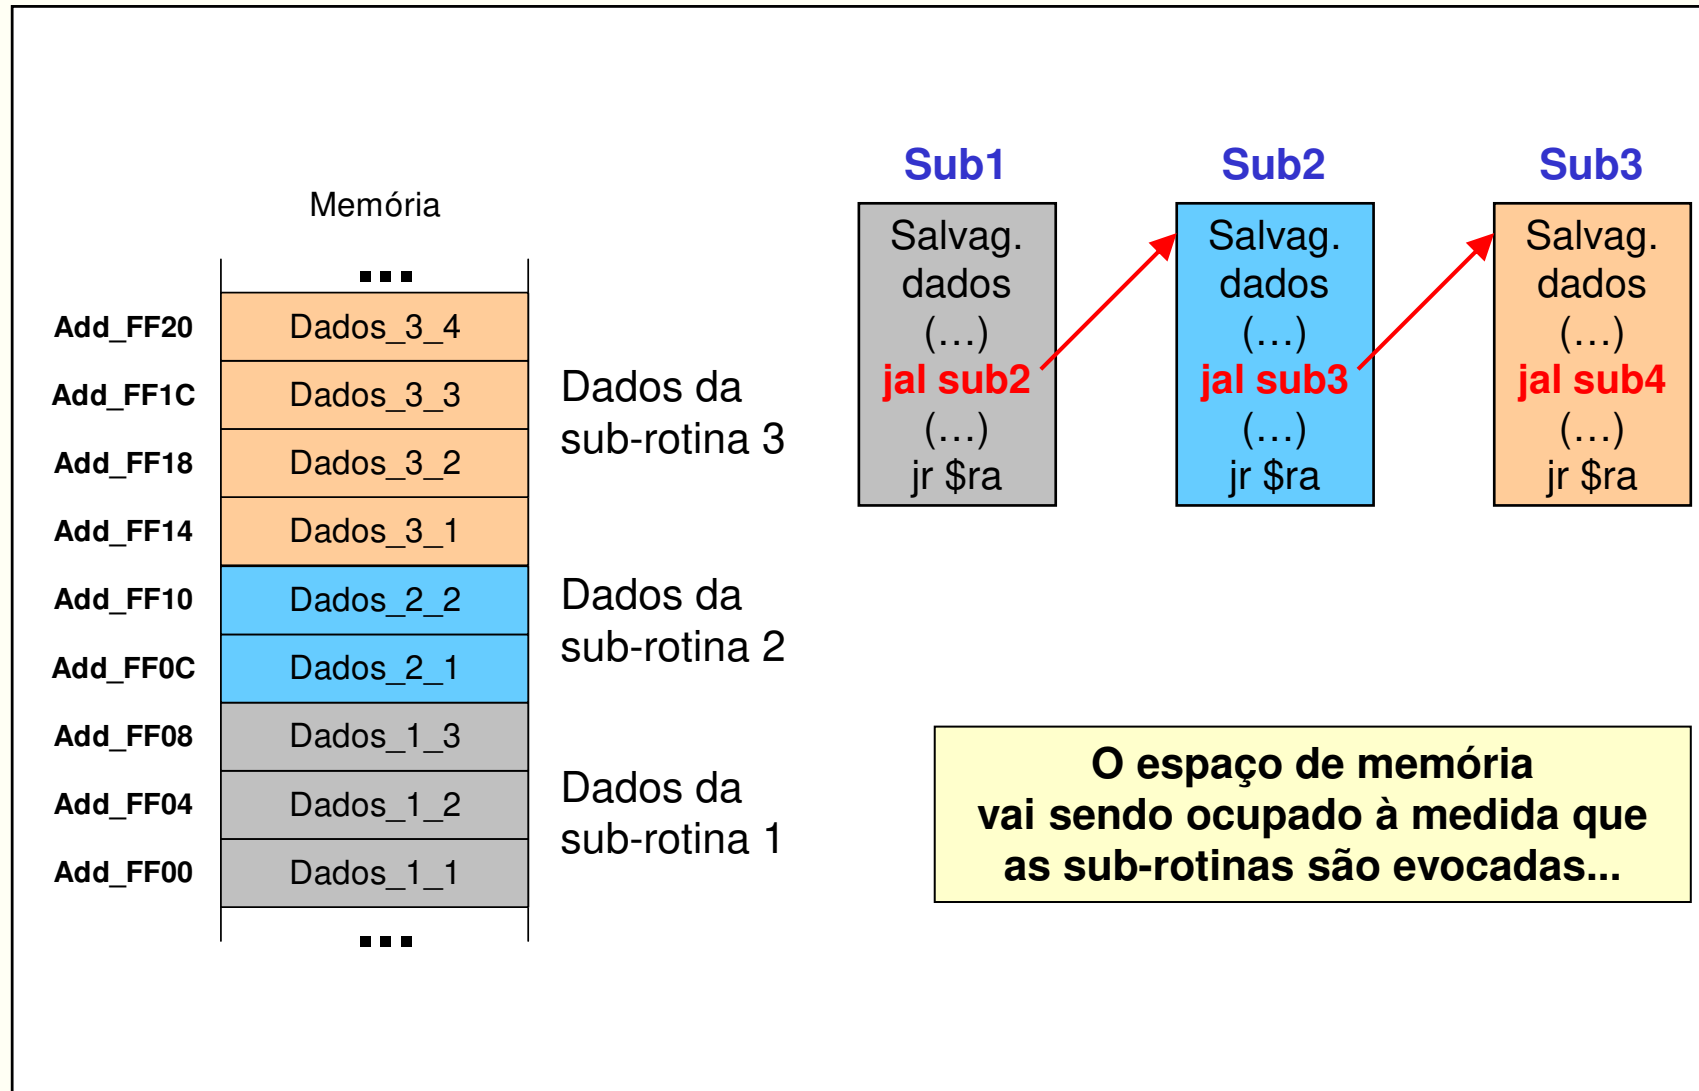 Memória
...
Add_FF20 Dados_3_4
Add_FF1C Dados_3_3
Add_FF18 Dados_3_2
Add_FF14 Dados_3_1
Add_FF10 Dados_2_2
Add_FF0C Dados_2_1
Add_FF08 Dados_1_3
Add_FF04 Dados_1_2
Add_FF00 Dados_1_1
...
Dados da
sub-rotina 3
Dados da
sub-rotina 2
Dados da
sub-rotina 1
Sub1
Salvag.
dados
(...)
jal sub2
(...)
jr $ra
Sub2
Salvag.
dados
(...)
jal sub3
(...)
jr $ra
Sub3
Salvag.
dados
(...)
jal sub4
(...)
jr $ra
O espaço de memória
vai sendo ocupado à medida que
as sub-rotinas são evocadas...